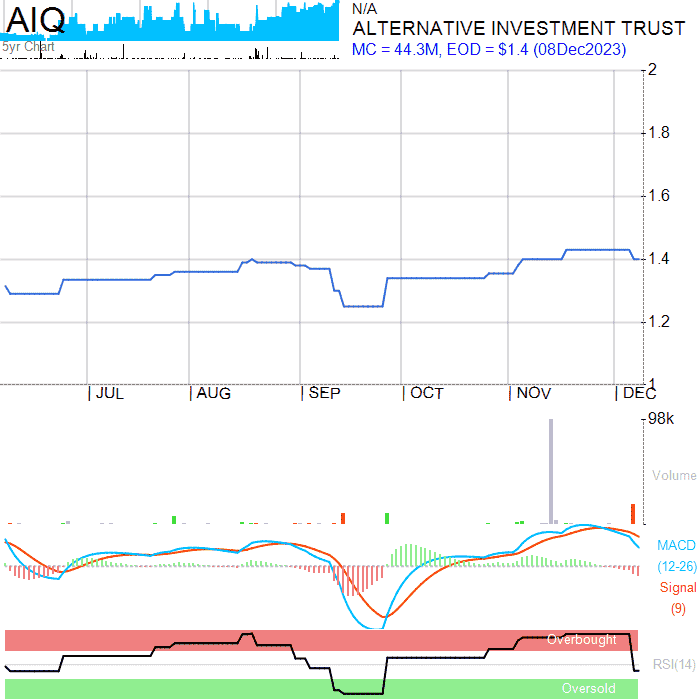 AIQ
5yr Chart
N/A
ALTERNATIVE INVESTMENT TRUST
MC = 44.3M, EOD = $1.4 (08Dec2023)
2
1.8
1.6
1.4
1.2
1
JUL
AUG
SEP
OCT
NOV
DEC
98k
Volume
MACD
(12-26)
Signal
(9)
Overbought
RSI(14)
Oversold